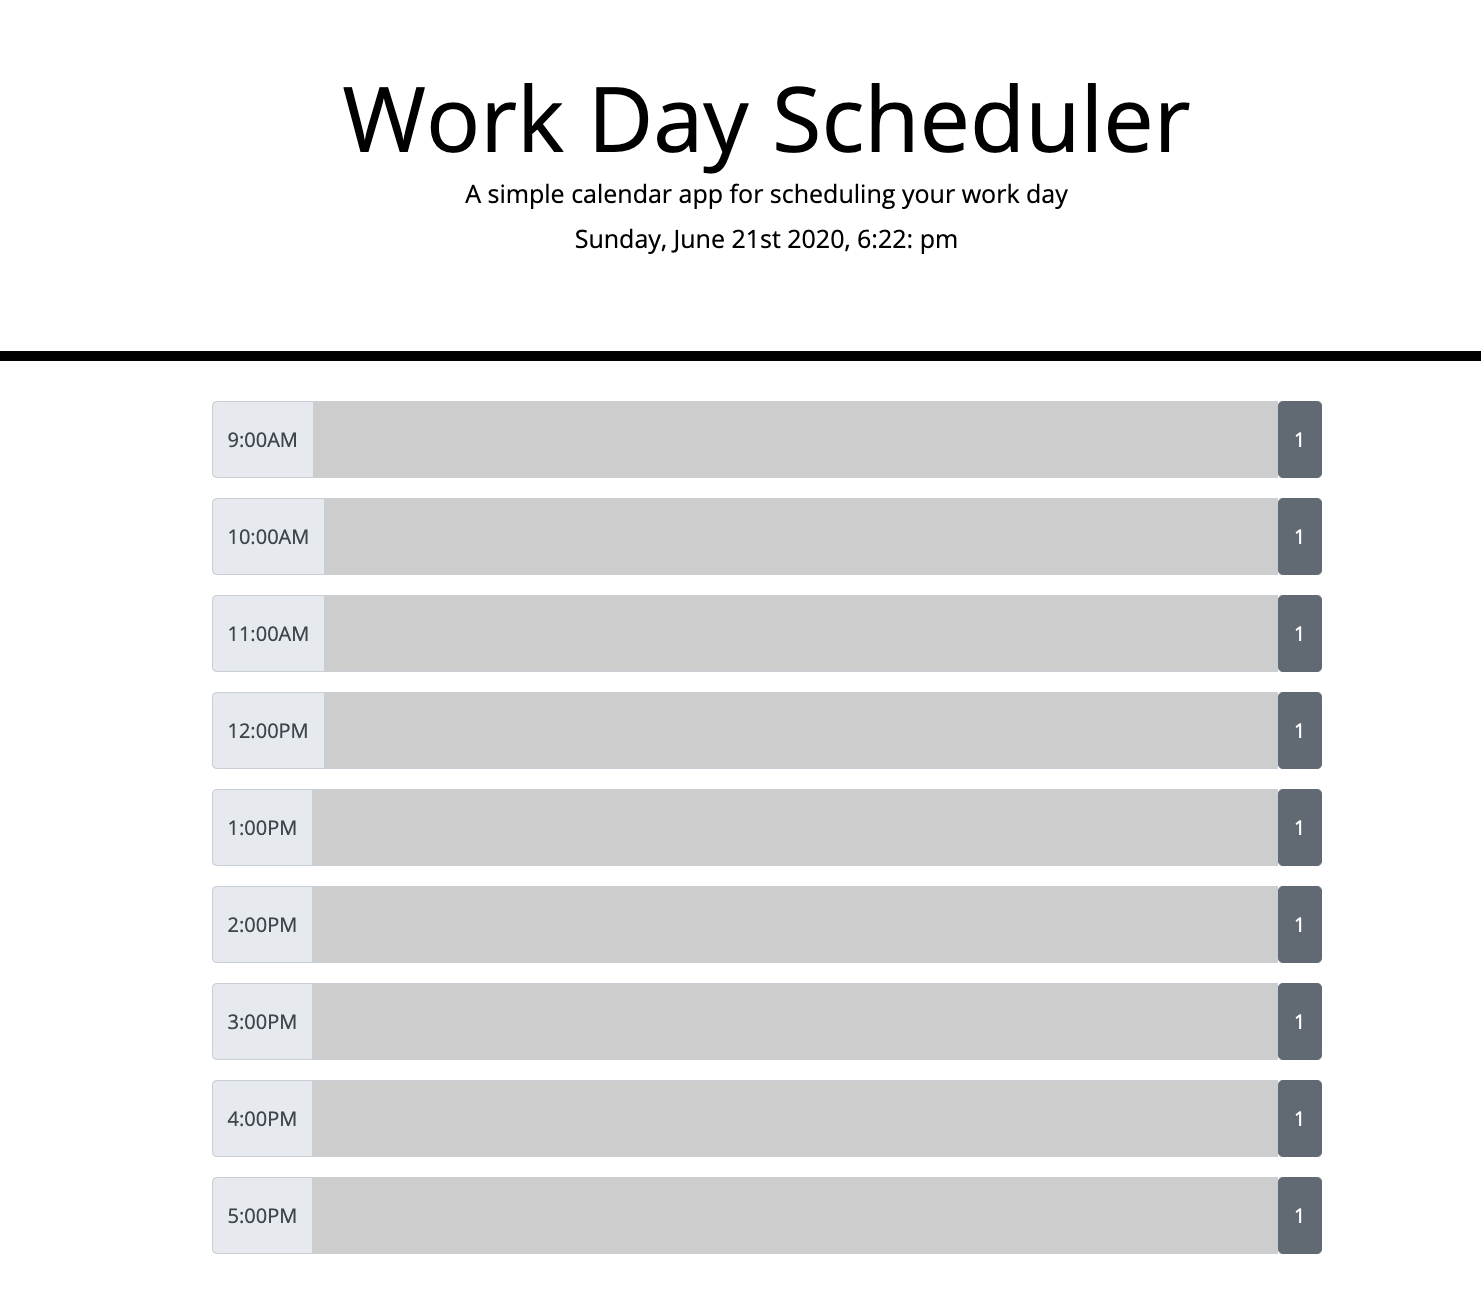 Work Day Scheduler
A simple calendar app for scheduling your work day
Sunday, June 21st 2020, 6:22: pm
9:00AM 1
10:00AM 1
11:00AM 1
12:00PM 1
1:00PM 1
2:00PM 1
3:00PM 1
4:00PM 1
5:00PM 1